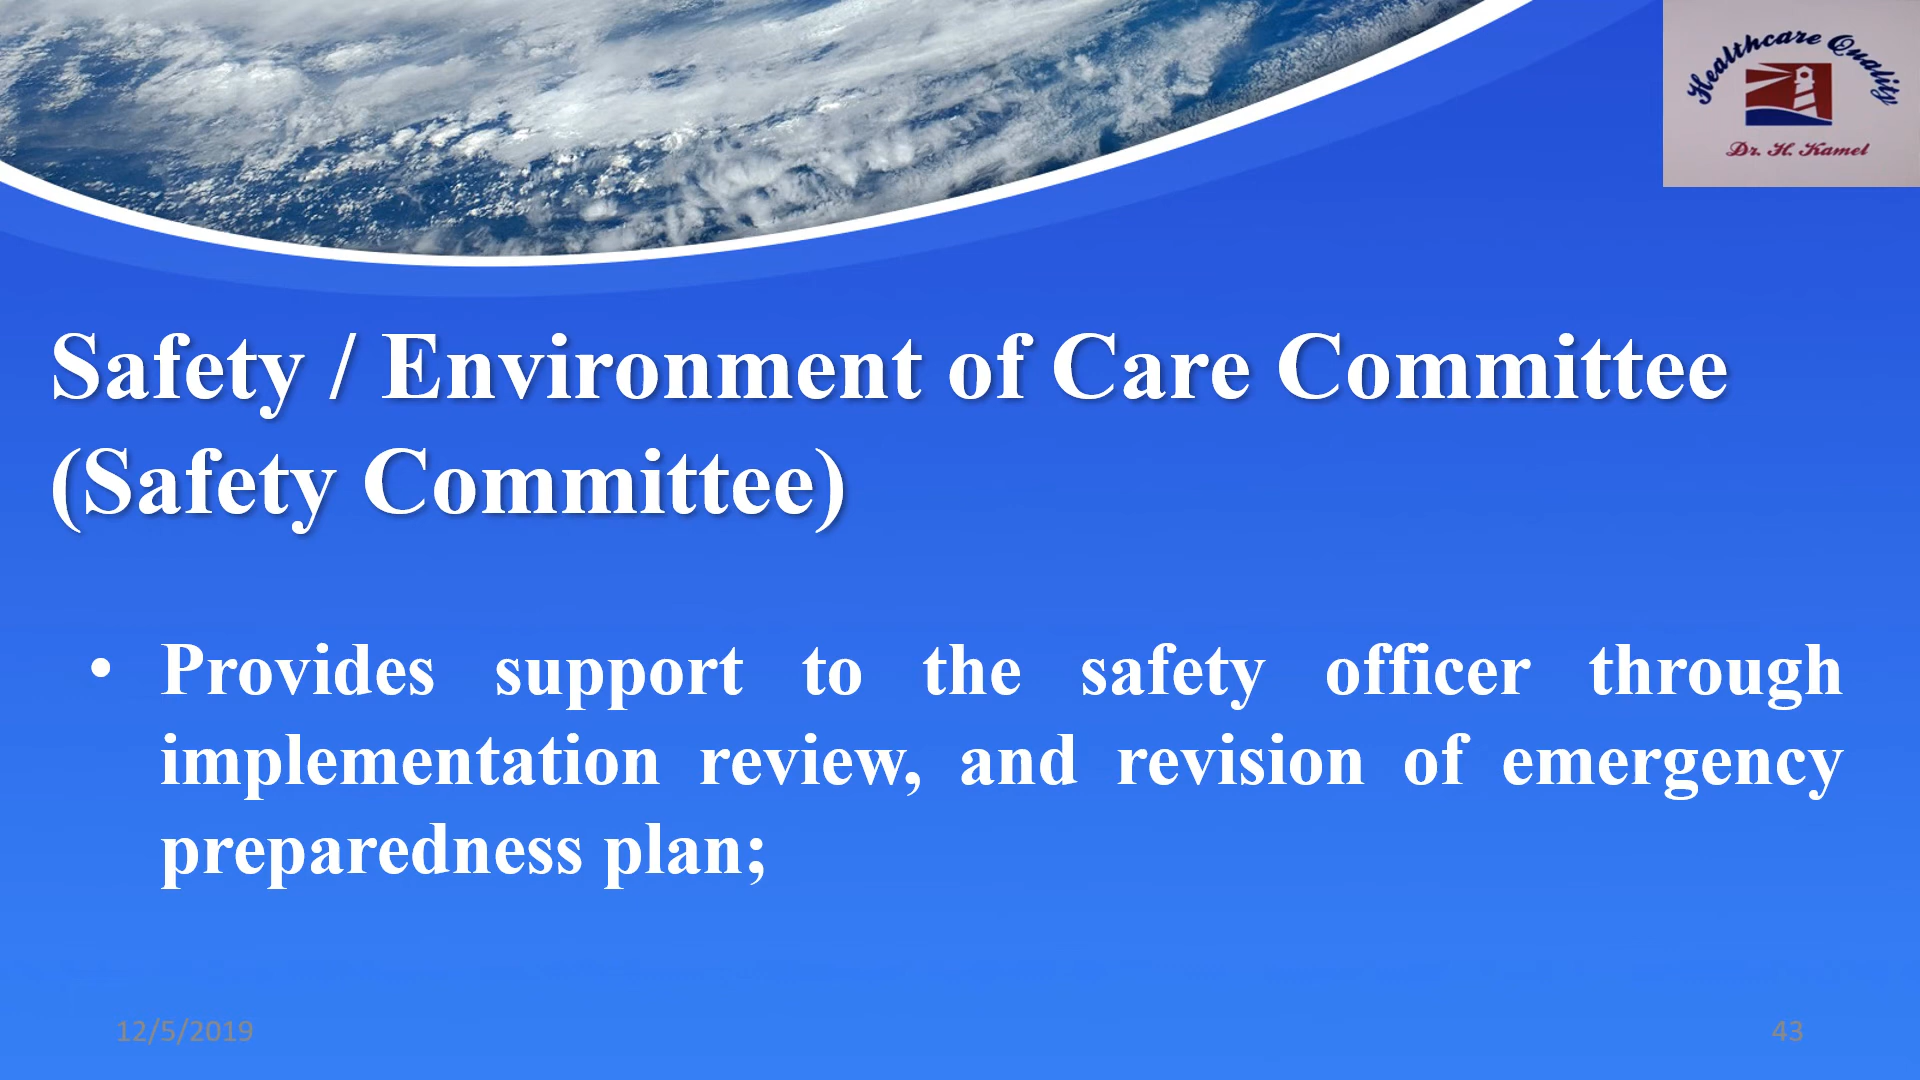 Healthcare Quality
Dr. H. Kamel
Safety / Environment of Care Committee
(Safety Committee)
• Provides support to the safety officer through
implementation review, and revision of emergency
preparedness plan;
12/5/2019
43